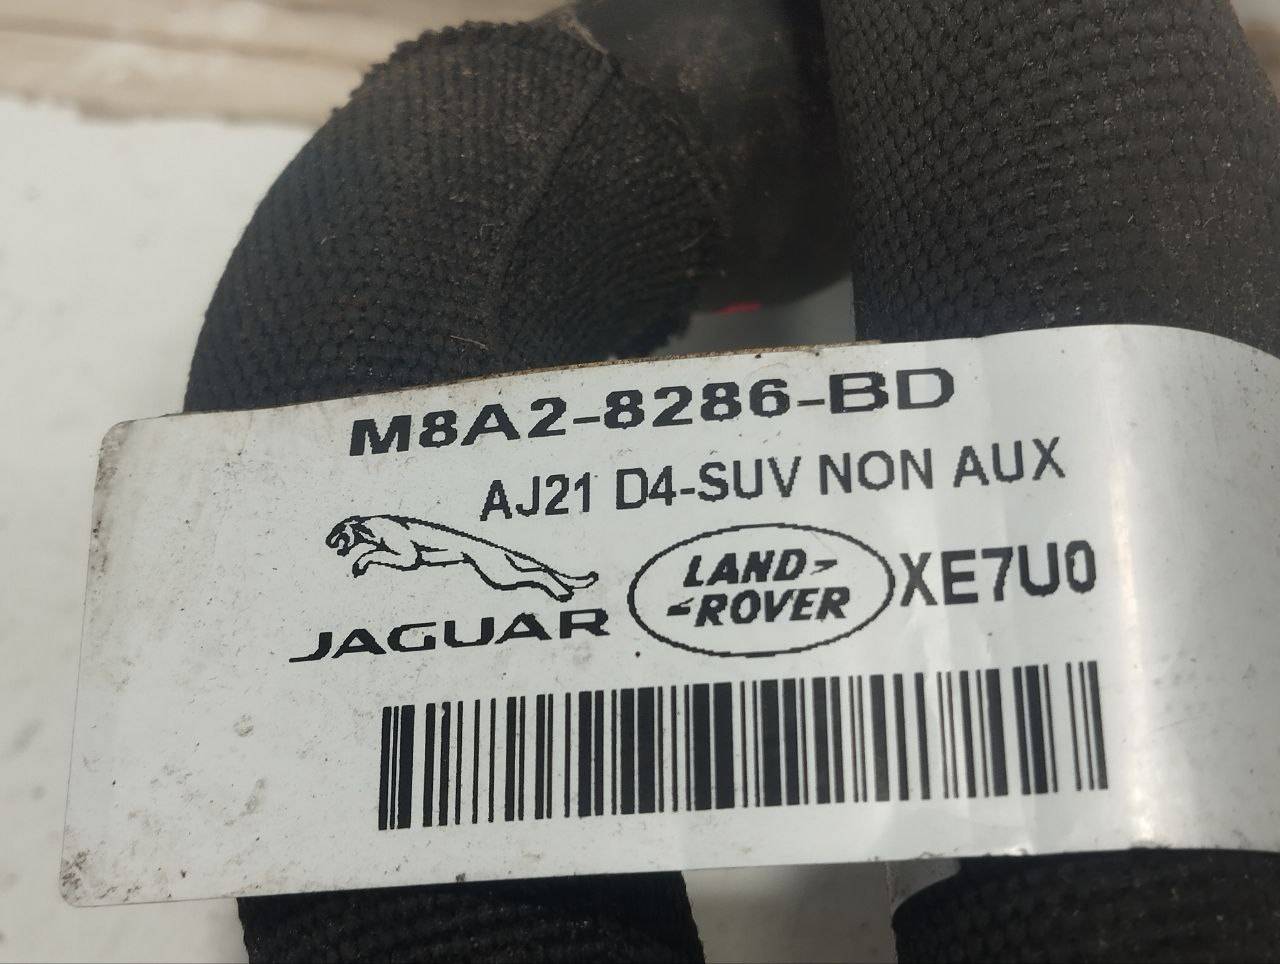 M8A2-8286-BD
AJ21 D4-SUV NON AUX
JAGUAR
LAND
ROVER
XE7U0